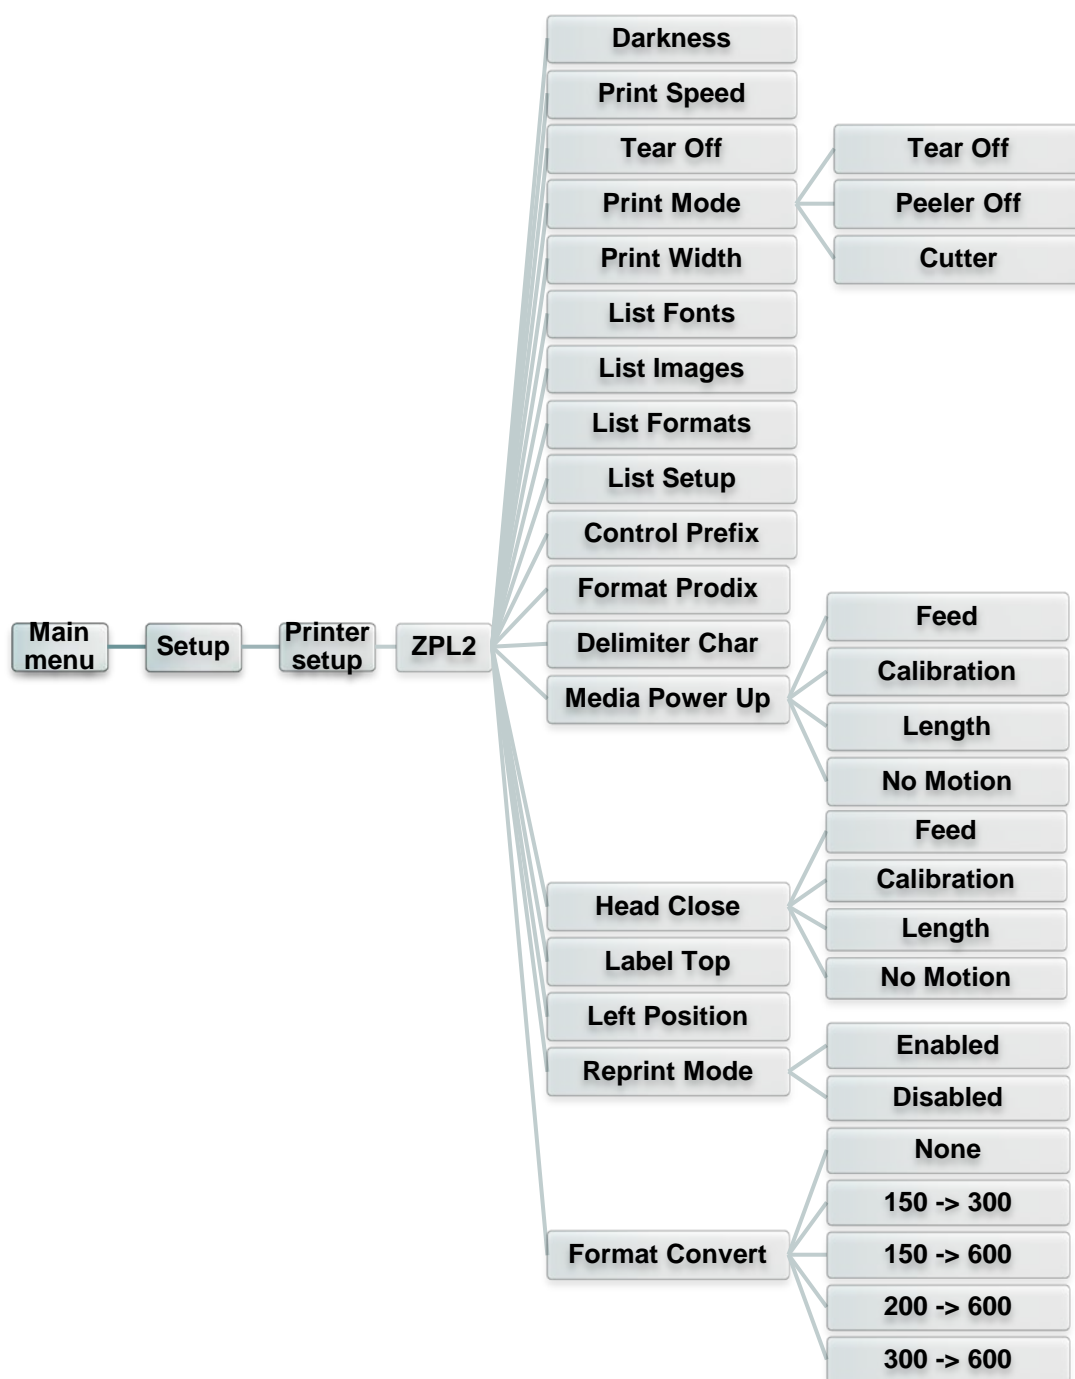 Main
menu
Setup
Printer
setup
ZPL2
Darkness
Print Speed
Tear Off
Print Mode
Tear Off
Peeler Off
Cutter
Print Width
List Fonts
List Images
List Formats
List Setup
Control Prefix
Format Prodix
Delimiter Char
Media Power Up
Feed
Calibration
Length
No Motion
Head Close
Feed
Calibration
Length
No Motion
Label Top
Left Position
Reprint Mode
Enabled
Disabled
Format Convert
None
150 -> 300
150 -> 600
200 -> 600
300 -> 600